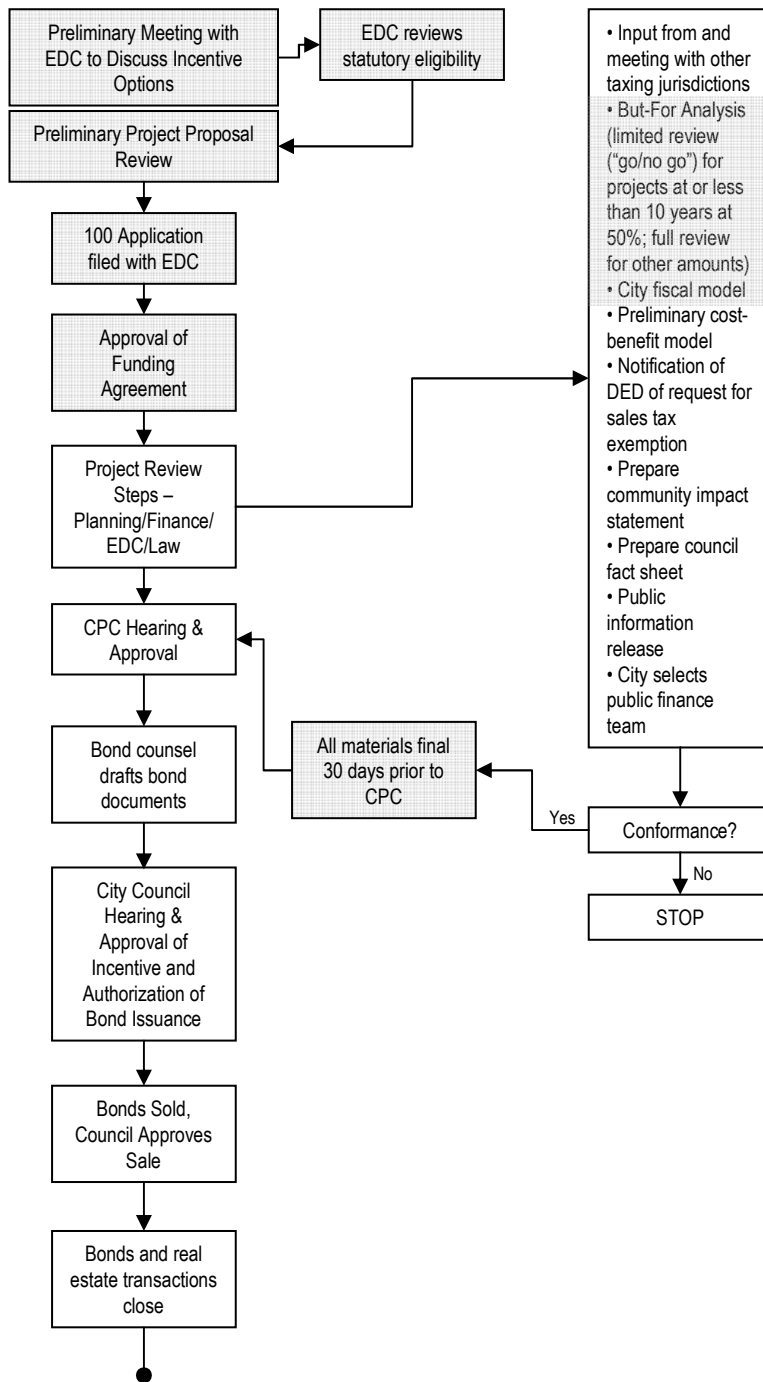 Preliminary Meeting with
EDC to Discuss Incentive
Options
EDC reviews
statutory eligibility
Preliminary Project Proposal
Review
100 Application
filed with EDC
Approval of
Funding
Agreement
Project Review
Steps –
Planning/Finance/
EDC/Law
• Input from and
meeting with other
taxing jurisdictions
• But-For Analysis
(limited review
(“go/no go”) for
projects at or less
than 10 years at
50%; full review
for other amounts)
• City fiscal model
• Preliminary cost-
benefit model
• Notification of
DED of request for
sales tax
exemption
• Prepare
community impact
statement
• Prepare council
fact sheet
• Public
information
release
• City selects
public finance
team
Conformance?
Yes
No
STOP
All materials final
30 days prior to
CPC
CPC Hearing &
Approval
Bond counsel
drafts bond
documents
City Council
Hearing &
Approval of
Incentive and
Authorization of
Bond Issuance
Bonds Sold,
Council Approves
Sale
Bonds and real
estate transactions
close